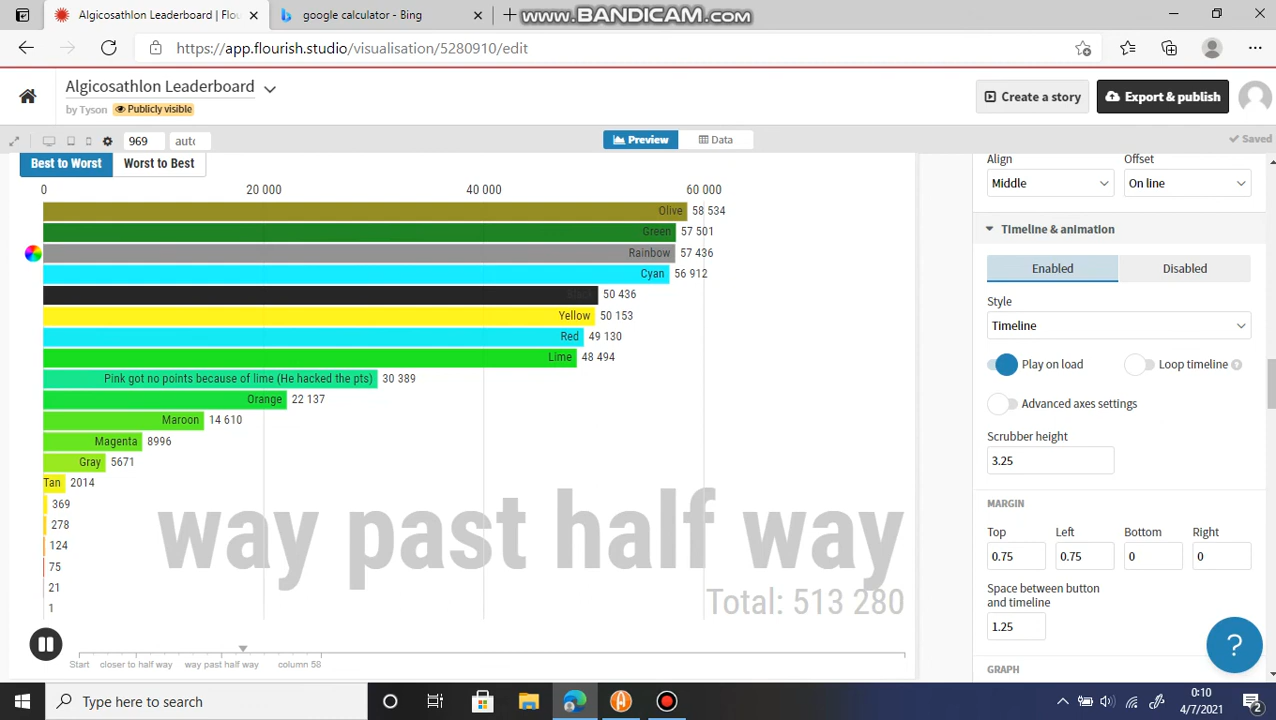 Algicosathlon Leaderboard | Flou
google calculator - Bing
www.BANDICAM.com
https://app.flourish.studio/visualisation/5280910/edit
Algicosathlon Leaderboard
by Tyson
Publicly visible
Create a story
Export & publish
969
auto
Preview
Data
Saved
Best to Worst
Worst to Best
0
20 000
40 000
60 000
Olive 58 534
Green 57 501
Rainbow 57 436
Cyan 56 912
50 436
Yellow 50 153
Red 49 130
Lime 48 494
Pink got no points because of lime (He hacked the pts) 30 389
Orange 22 137
Maroon 14 610
Magenta 8996
Gray 5671
Tan 2014
369
278
124
75
21
1
way past half way
Total: 513 280
Start
closer to half way
way past half way
column 58
Align
Offset
Middle
On line
Timeline & animation
Enabled
Disabled
Style
Timeline
Play on load
Loop timeline ?
Advanced axes settings
Scrubber height
3.25
MARGIN
Top
Left
Bottom
Right
0.75
0.75
0
0
Space between button
and timeline
1.25
GRAPH
?
Type here to search
0:10
4/7/2021
2